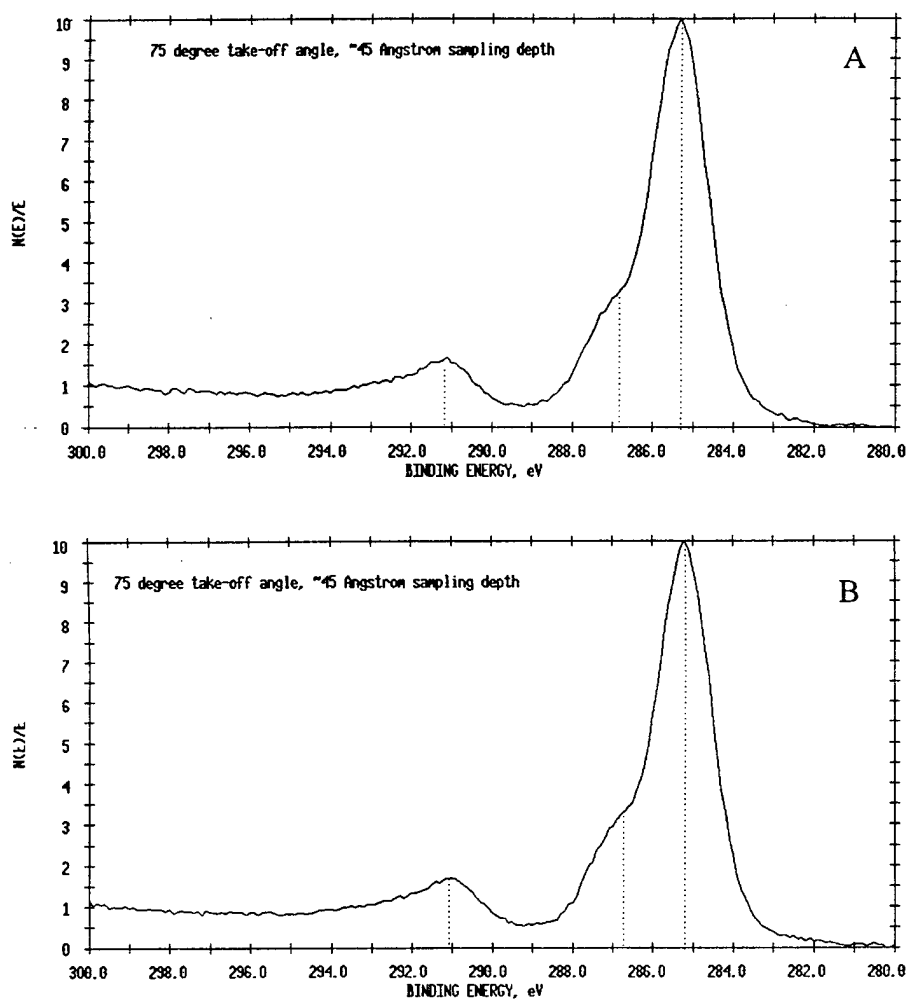 10
75 degree take-off angle, ~45 Angstrom sampling depth
A
9
8
7
6
5
4
3
2
1
0
N(E)/E
300.0 298.0 296.0 294.0 292.0 290.0 288.0 286.0 284.0 282.0 280.0
BINDING ENERGY, eV
10
75 degree take-off angle, ~45 Angstrom sampling depth
B
9
8
7
6
5
4
3
2
1
0
N(E)/E
300.0 298.0 296.0 294.0 292.0 290.0 288.0 286.0 284.0 282.0 280.0
BINDING ENERGY, eV